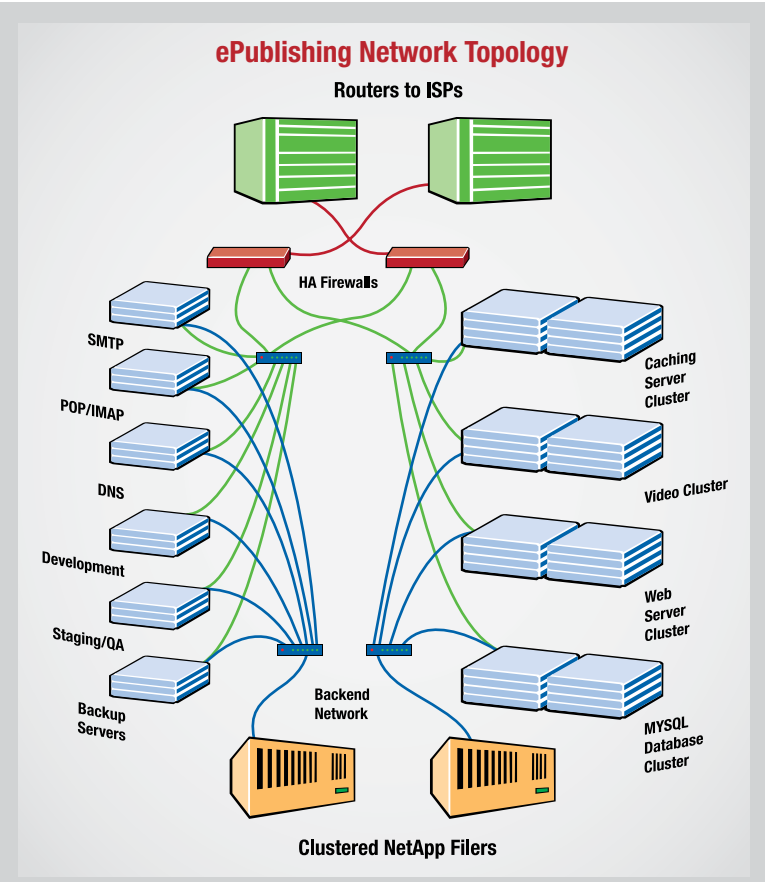 ePublishing Network Topology
Routers to ISPs
HA Firewalls
SMTP
POP/IMAP
DNS
Development
Staging/QA
Backup
Servers
Caching
Server
Cluster
Video Cluster
Web
Server
Cluster
MYSQL
Database
Cluster
Backend
Network
Clustered NetApp Filers